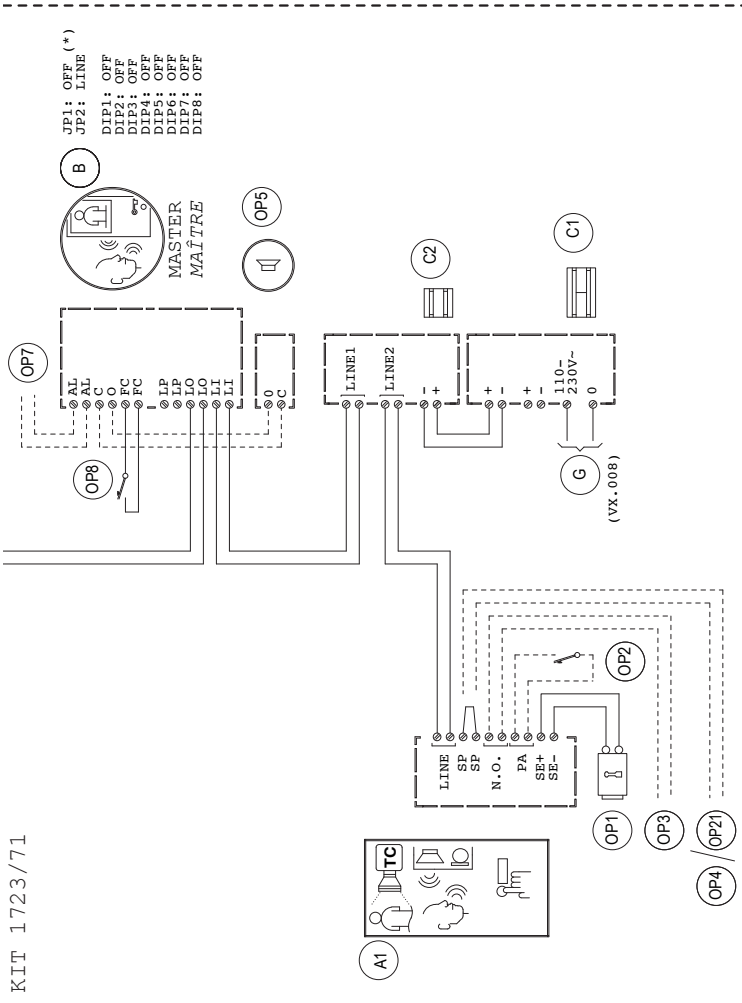 KIT 1723/71
JP1: OFF (*)
JP2: LINE
DIP1: OFF
DIP2: OFF
DIP3: OFF
DIP4: OFF
DIP5: OFF
DIP6: OFF
DIP7: OFF
DIP8: OFF
B
MASTER
MAÎTRE
OP5
OP7
AL
AL
C
O
FC
FC
LP
LP
LO
LO
LI
LI
0
C
OP8
C2
LINE1
LINE2
-
+
C1
+
-
+
-
110-
230V~
0
G
(VX.008)
A1
TC
LINE
SP
SP
N.O.
PA
SE+
SE-
OP2
OP1
OP3
OP4 / OP21